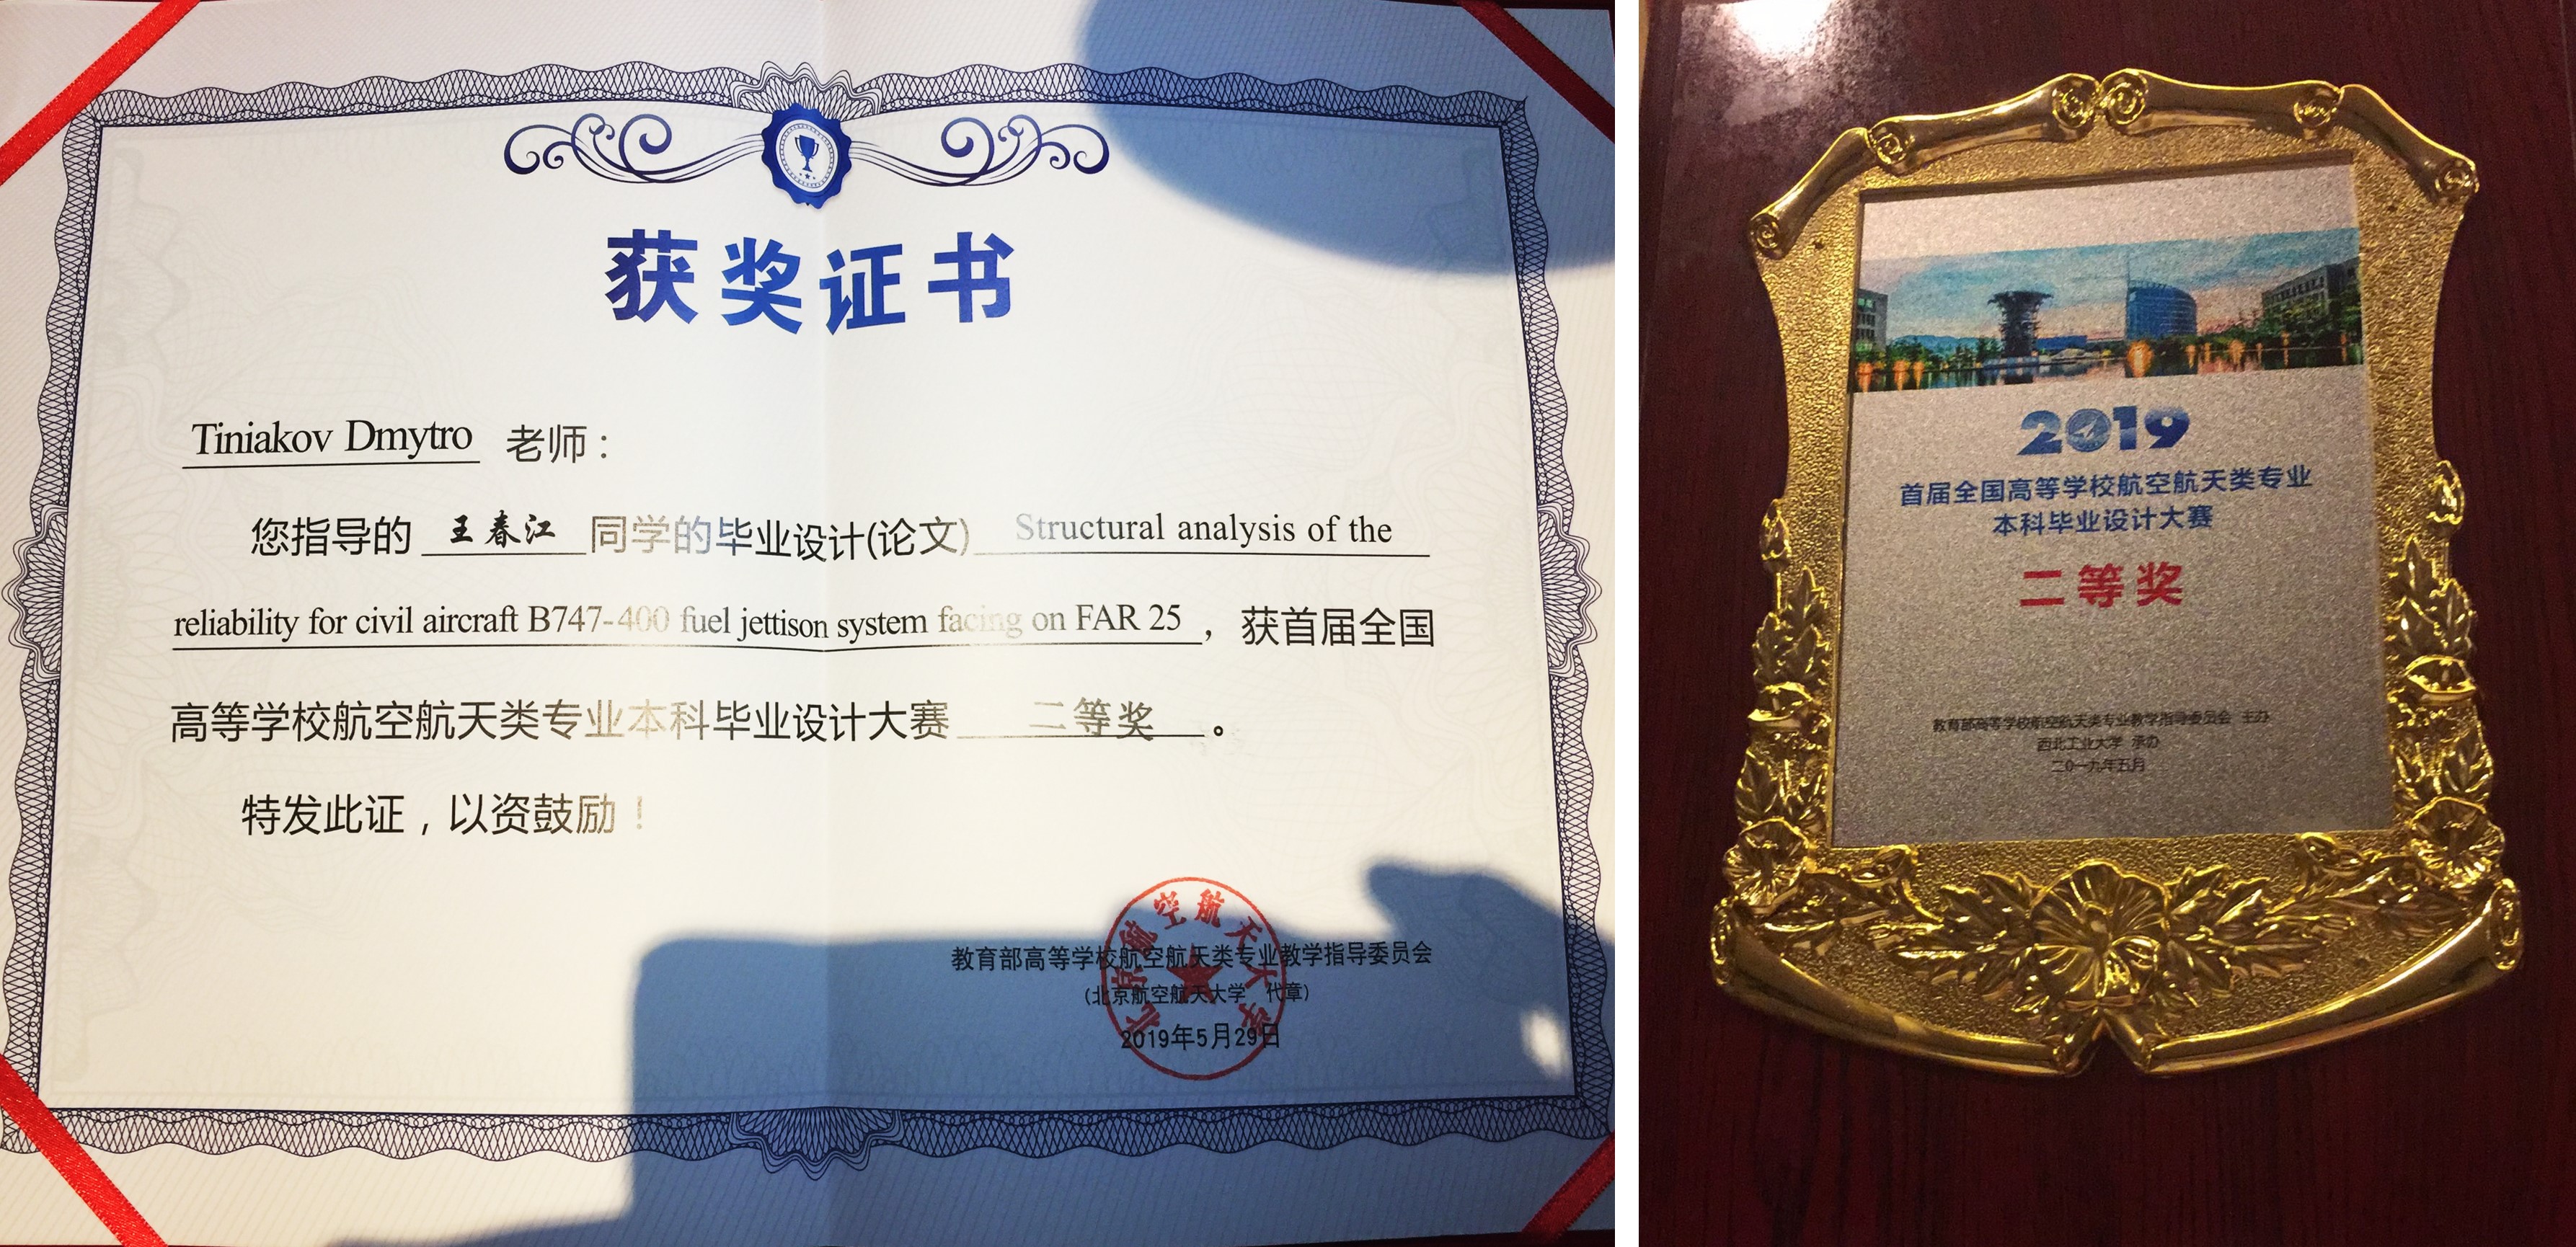 获奖证书
Tiniakov Dmytro 老师：
您指导的 王春江 同学的毕业设计(论文) Structural analysis of the
reliability for civil aircraft B747-400 fuel jettison system facing on FAR 25 ，获首届全国
高等学校航空航天类专业本科毕业设计大赛 二等奖 。
特发此证，以资鼓励！
教育部高等学校航空航天类专业教学指导委员会
(北京航空航天大学 代章)
2019年5月29日
北京航空航天大学
2019
首届全国高等学校航空航天类专业
本科毕业设计大赛
二等奖
教育部高等学校航空航天类专业教学指导委员会 主办
西北工业大学 承办
二〇一九年五月